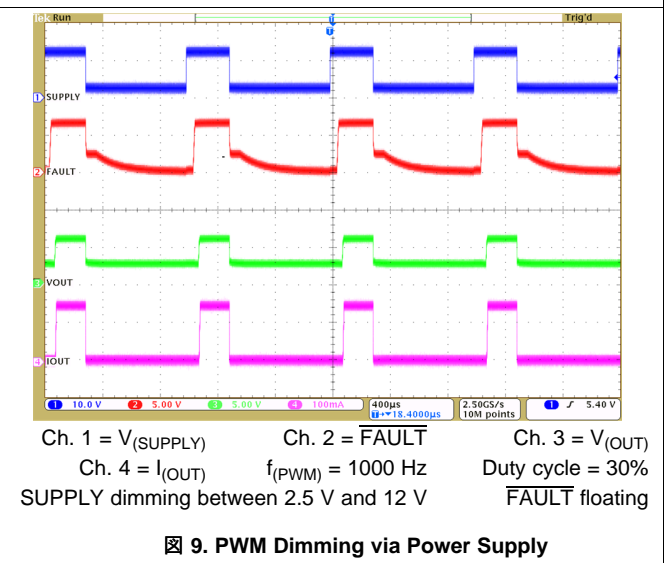 Tek Run Trig'd
T
T
1 SUPPLY
2 FAULT
3 VOUT
4 IOUT
1 10.0 V 2 5.00 V 3 5.00 V 4 100mA 400µs 2.50GS/s 1 5.40 V
T→▼18.4000µs 10M points
Ch. 1 = V(SUPPLY) Ch. 2 = FAULT Ch. 3 = V(OUT)
Ch. 4 = I(OUT) f(PWM) = 1000 Hz Duty cycle = 30%
SUPPLY dimming between 2.5 V and 12 V FAULT floating
図 9. PWM Dimming via Power Supply